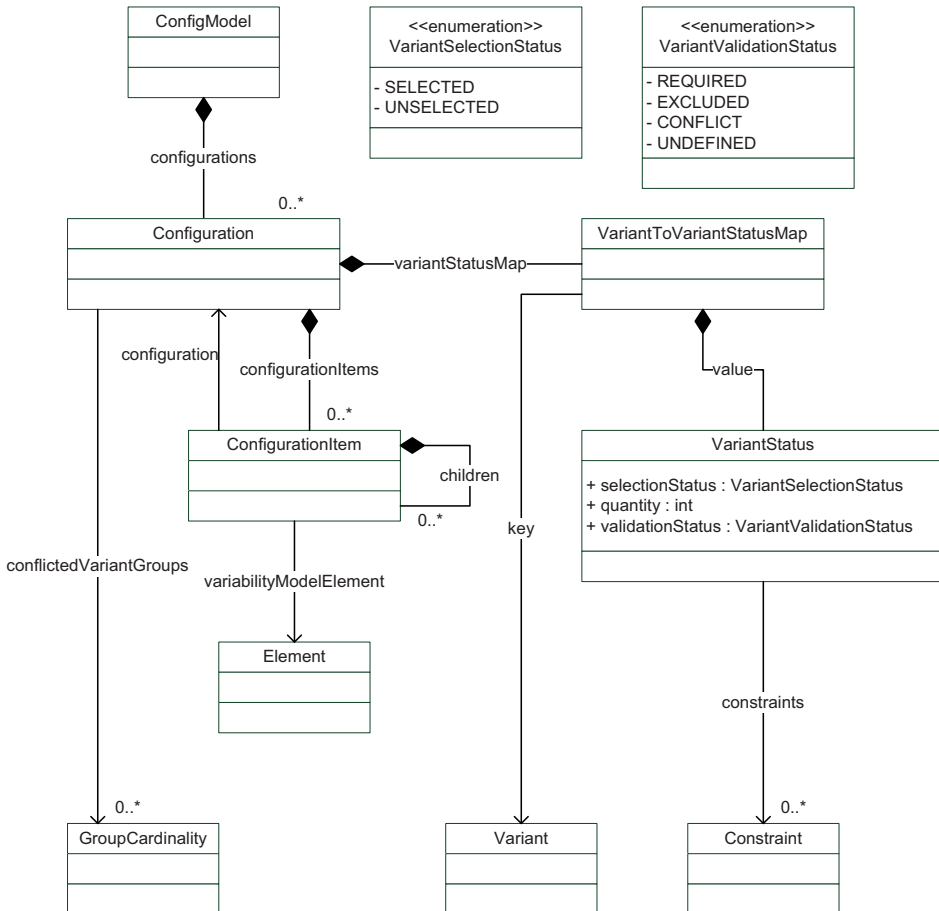 ConfigModel
<<enumeration>>
VariantSelectionStatus
- SELECTED
- UNSELECTED
<<enumeration>>
VariantValidationStatus
- REQUIRED
- EXCLUDED
- CONFLICT
- UNDEFINED
configurations
0..*
Configuration
VariantToVariantStatusMap
variantStatusMap
configuration
configurationItems
0..*
value
ConfigurationItem
children
0..*
VariantStatus
+ selectionStatus : VariantSelectionStatus
+ quantity : int
+ validationStatus : VariantValidationStatus
key
conflictedVariantGroups
variabilityModelElement
Element
constraints
0..*
0..*
GroupCardinality
Variant
Constraint